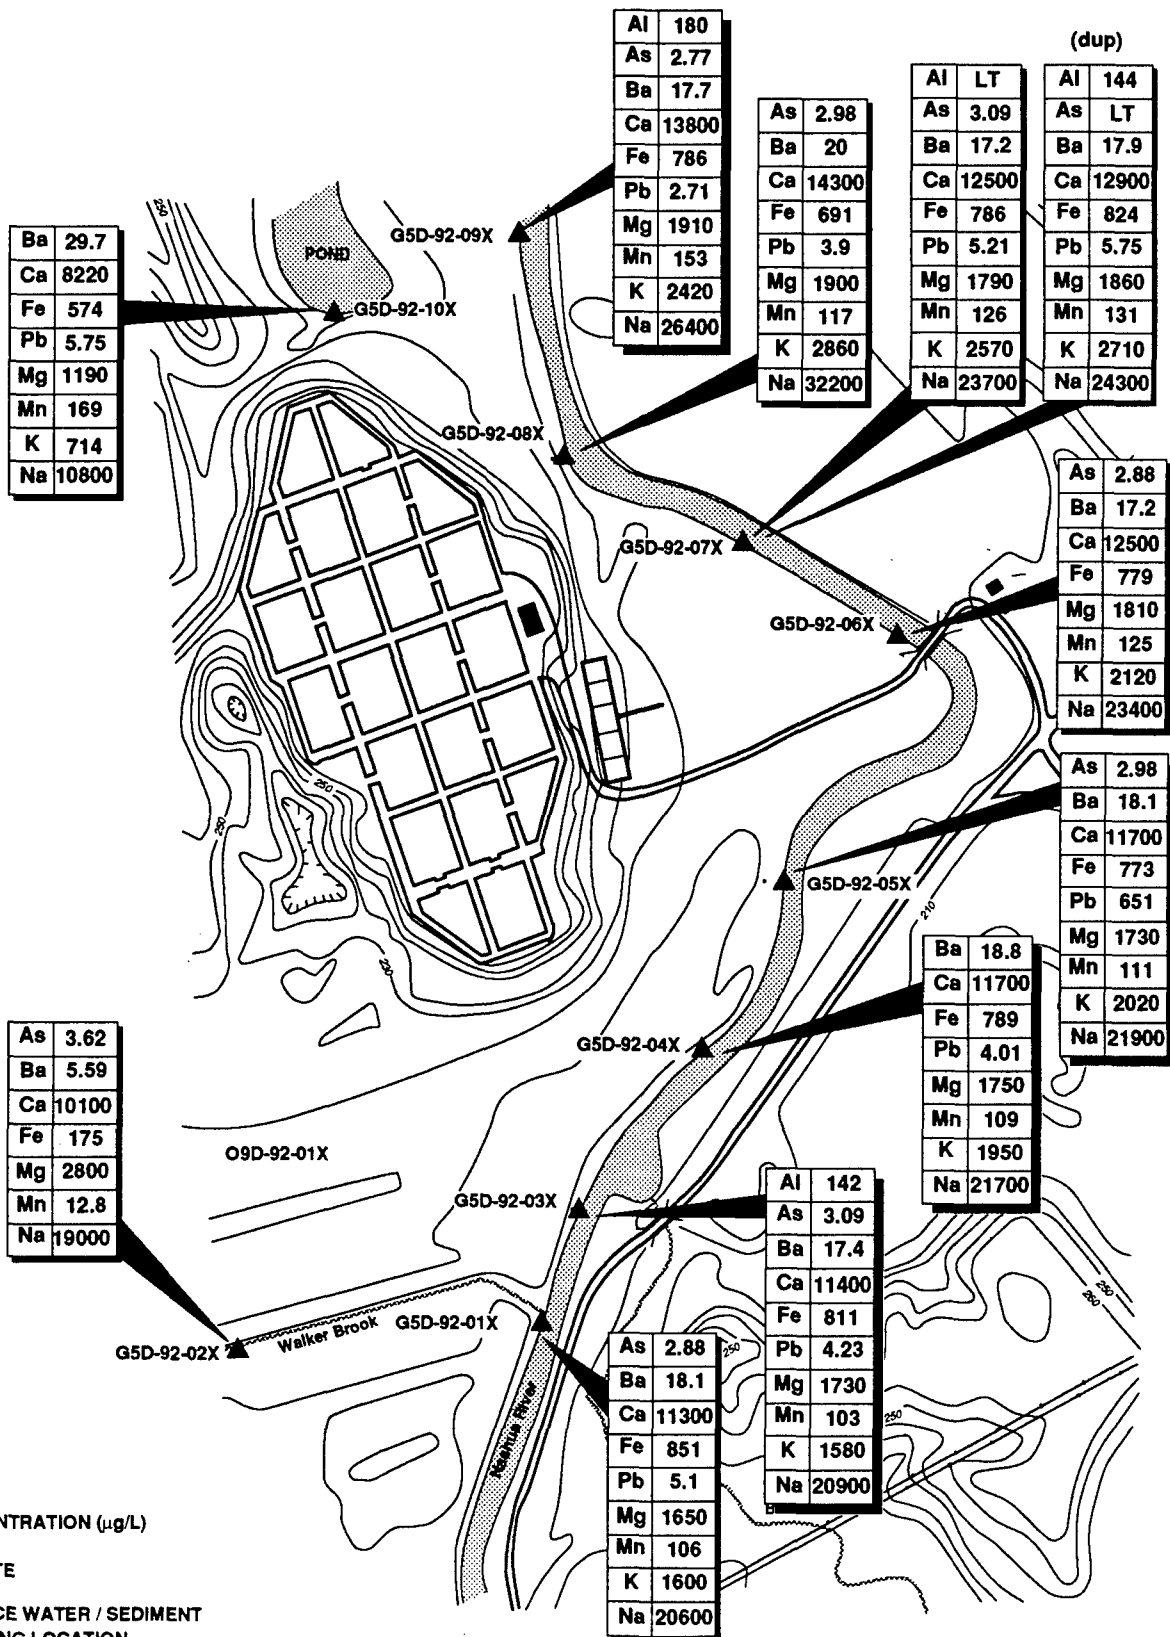 Al 180
As 2.77
Ba 17.7
Ca 13800
Fe 786
Pb 2.71
Mg 1910
Mn 153
K 2420
Na 26400
(dup)
Al LT
As 3.09
Ba 17.2
Ca 12500
Fe 786
Pb 5.21
Mg 1790
Mn 126
K 2570
Na 23700
Al 144
As LT
Ba 17.9
Ca 12900
Fe 824
Pb 5.75
Mg 1860
Mn 131
K 2710
Na 24300
As 2.98
Ba 20
Ca 14300
Fe 691
Pb 3.9
Mg 1900
Mn 117
K 2860
Na 32200
250
POND
G5D-92-09X
G5D-92-10X
Ba 29.7
Ca 8220
Fe 574
Pb 5.75
Mg 1190
Mn 169
K 714
Na 10800
G5D-92-08X
G5D-92-07X
G5D-92-06X
As 2.88
Ba 17.2
Ca 12500
Fe 779
Mg 1810
Mn 125
K 2120
Na 23400
250
250
230
210
G5D-92-05X
As 2.98
Ba 18.1
Ca 11700
Fe 773
Pb 651
Mg 1730
Mn 111
K 2020
Na 21900
G5D-92-04X
Ba 18.8
Ca 11700
Fe 789
Pb 4.01
Mg 1750
Mn 109
K 1950
Na 21700
As 3.62
Ba 5.59
Ca 10100
Fe 175
Mg 2800
Mn 12.8
Na 19000
O9D-92-01X
G5D-92-03X
Al 142
As 3.09
Ba 17.4
Ca 11400
Fe 811
Pb 4.23
Mg 1730
Mn 103
K 1580
Na 20900
250
260
Walker Brook
G5D-92-01X
G5D-92-02X
As 2.88
Ba 18.1
Ca 11300
Fe 851
Pb 5.1
Mg 1650
Mn 106
K 1600
Na 20600
250
250
Nashua River
NTRATION (µg/L)
TE
CE WATER / SEDIMENT
NG LOCATION